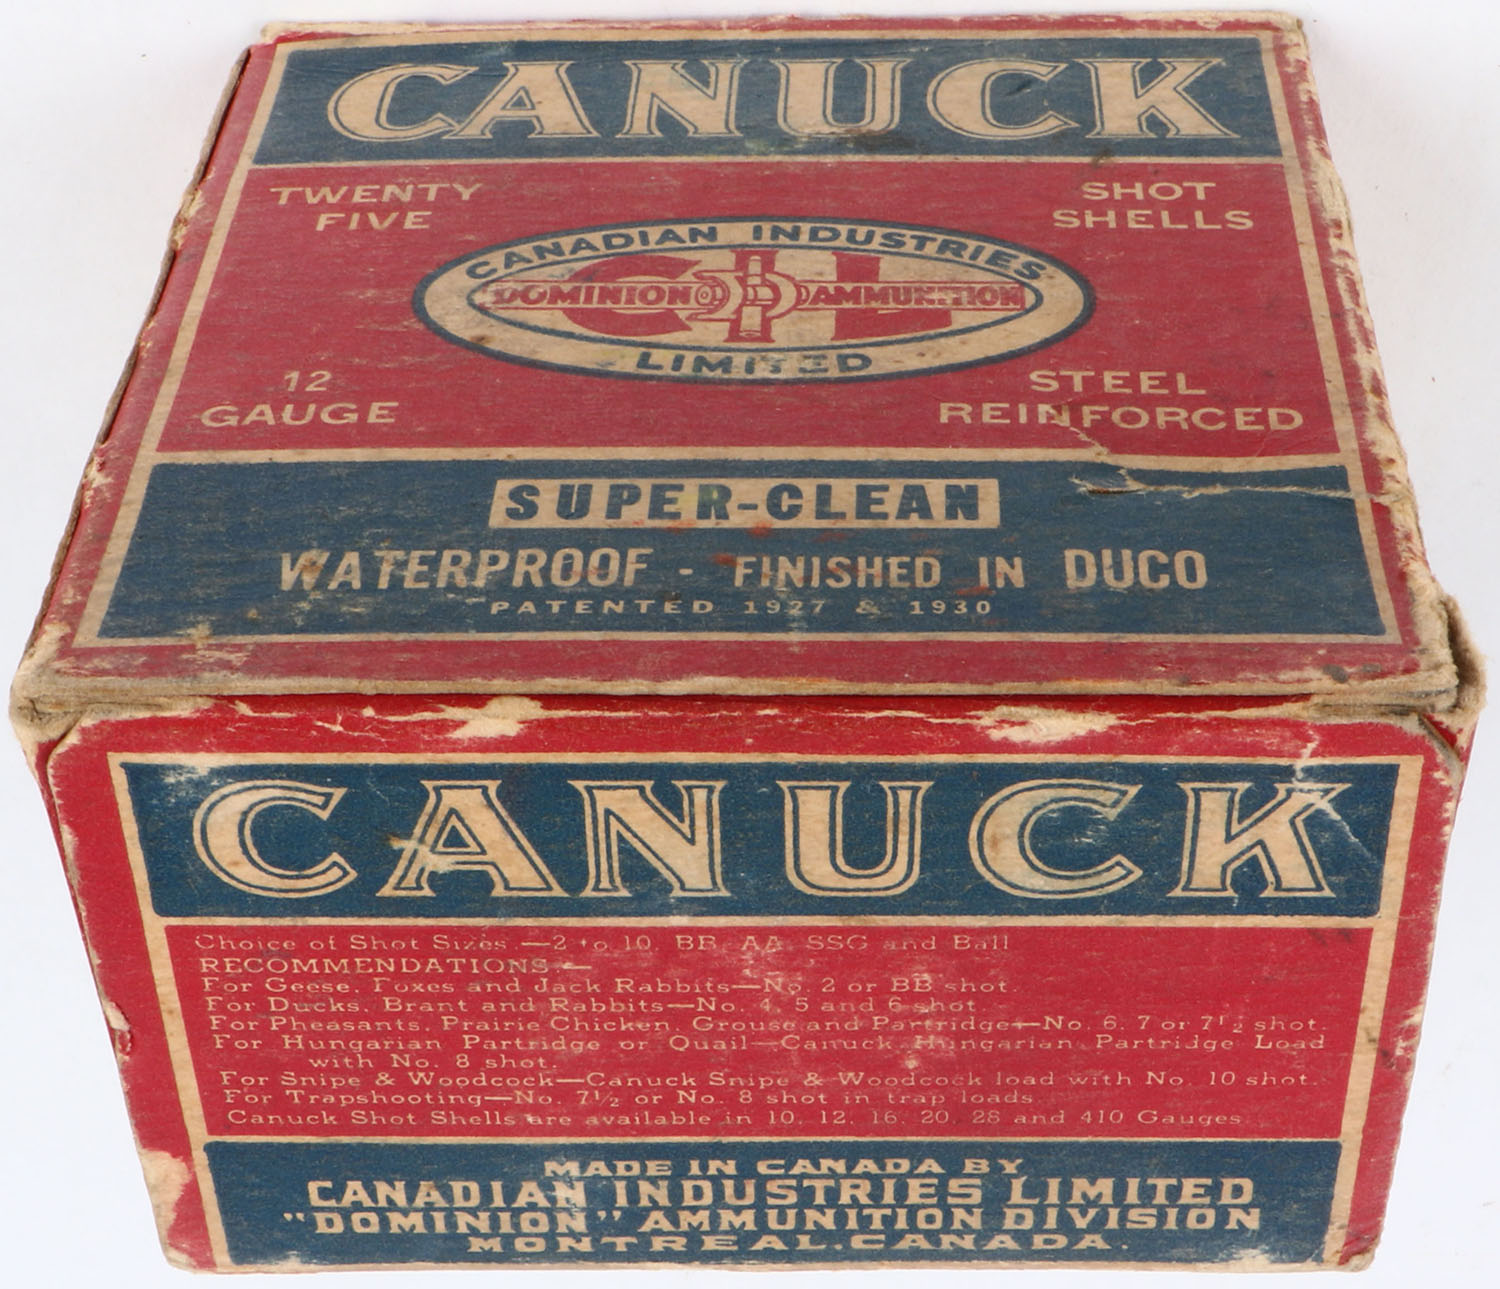 CANUCK
TWENTY
FIVE
SHOT
SHELLS
CANADIAN INDUSTRIES
CIL
DOMINION AMMUNITION
LIMITED
12
GAUGE
STEEL
REINFORCED
SUPER-CLEAN
WATERPROOF - FINISHED IN DUCO
PATENTED 1927 & 1930
CANUCK
Choice of Shot Sizes.—2 to 10, BB, AA, SSG and Ball
RECOMMENDATIONS—
For Geese, Foxes and Jack Rabbits—No. 2 or BB shot.
For Ducks, Brant and Rabbits—No. 4, 5 and 6 shot
For Pheasants, Prairie Chicken, Grouse and Partridge—No. 6, 7 or 7½ shot.
For Hungarian Partridge or Quail—Canuck Hungarian Partridge Load
with No. 8 shot.
For Snipe & Woodcock—Canuck Snipe & Woodcock load with No. 10 shot.
For Trapshooting—No. 7½ or No. 8 shot in trap loads
Canuck Shot Shells are available in 10, 12, 16, 20, 28 and 410 Gauges
MADE IN CANADA BY
CANADIAN INDUSTRIES LIMITED
"DOMINION" AMMUNITION DIVISION
MONTREAL, CANADA.